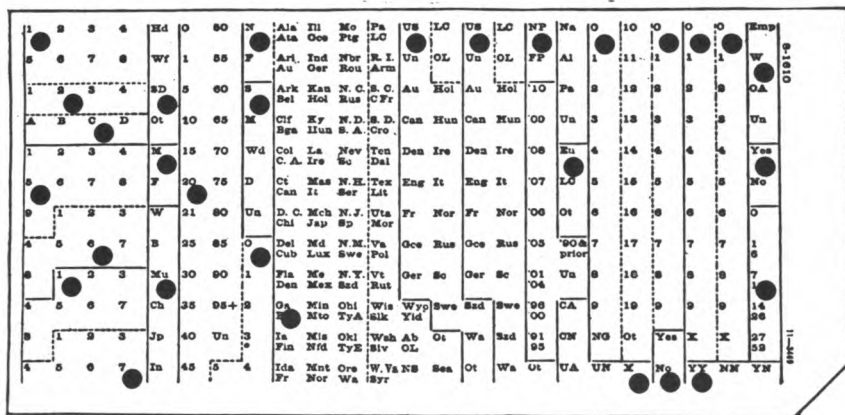 1 2 3 4 Hd 0 50 N Ala Ill Mo Pa US LC US LC NP Na 0 10 0 0 0 Emp
Ata Oce Ptg LC
5 6 7 8 Wf 1 55 F Ari Ind Nbr R.I. Un OL Un OL FP Al 1 11 1 1 1 W
Au Ger Rou Arm
1 2 3 4 SD 5 60 S Ark Kan N.C. S.C. Au Hol Au Hol '10 Pa 2 12 2 2 2 OA
Bel Hol Rus C Fr
A B C D Ot 10 65 M Clf Ky N.D. S.D. Can Hun Can Hun '09 Un 3 13 3 3 3 Un
Bga Hun S.A. Cro
1 2 3 4 M 15 70 Wd Col La Nev Ten Den Ire Den Ire '08 Eu 4 14 4 4 4 Yes
C.A. Ire Sc Dal
5 6 7 8 F 20 75 D Ct Mas N.H. Tex Eng It Eng It '07 LC 5 15 5 5 5 No
Can It Ser Lit
9 1 2 3 W 21 80 Un D.C. Mch N.J. Uta Fr Nor Fr Nor '06 Ot 6 16 6 6 6 0
Chi Jap Sp Mor
4 5 6 7 B 25 85 0 Del Md N.M. Va Gce Rus Gce Rus '05 '90& 7 17 7 7 7 1
Cub Lux Swe Pol prior 6
8 1 2 3 Mu 30 90 1 Fla Me N.Y. Vt Ger Sc Ger Sc '01 Un 8 18 8 8 8 7
Den Mex Szd Rut '04
4 5 6 7 Ch 35 95+ 2 Ga Min Ohi Wis Wyo Swe Szd Swe '96 CA 9 19 9 9 9 14
Mto TyA Slk Yid '00 26
8 1 2 3 Jp 40 Un 3 Ia Mis Okl Wsh Ab Ot Wa Szd '91 CN NG Ot Yes X X 27
Fin Nfd TyE Slv OL 95 52
4 5 6 7 In 45 5 4 Ida Mnt Ore W.Va NS Sea Ot Wa Ot UA UN X No YY NN YN
Fr Nor Wa Syr